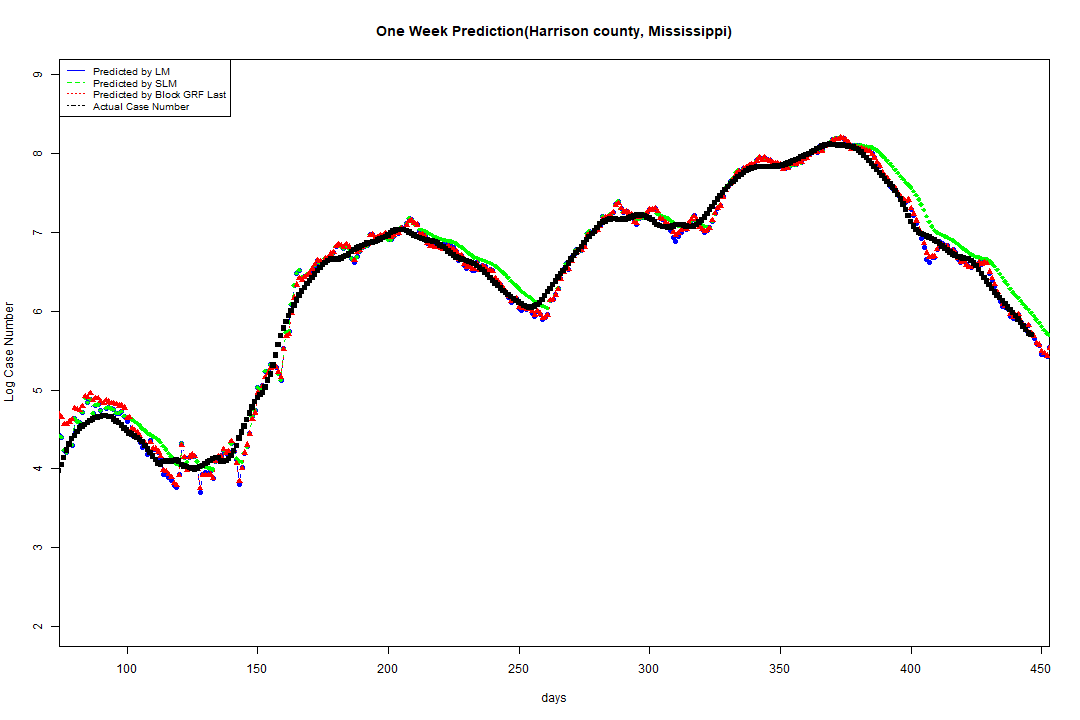 One Week Prediction(Harrison county, Mississippi)
Predicted by LM
Predicted by SLM
Predicted by Block GRF Last
Actual Case Number
9
8
7
6
5
4
3
2
Log Case Number
100 150 200 250 300 350 400 450
days